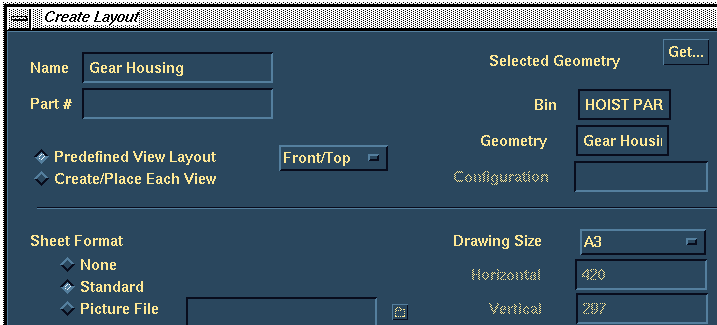 Create Layout
Get...
Selected Geometry
Name Gear Housing
Part #
Bin HOIST PAR
Geometry Gear Housi
Predefined View Layout Front/Top
Create/Place Each View
Configuration
Sheet Format
Drawing Size A3
None
Horizontal 420
Standard
Picture File
Vertical 297